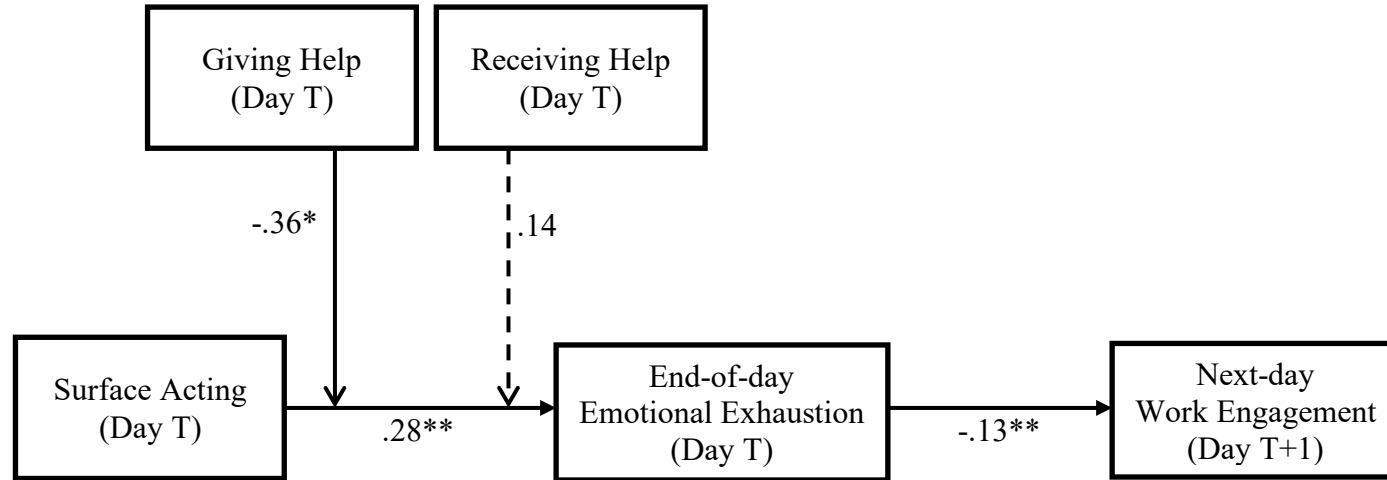 Giving Help
(Day T)
Receiving Help
(Day T)
-.36*
.14
Surface Acting
(Day T)
.28**
End-of-day
Emotional Exhaustion
(Day T)
-.13**
Next-day
Work Engagement
(Day T+1)